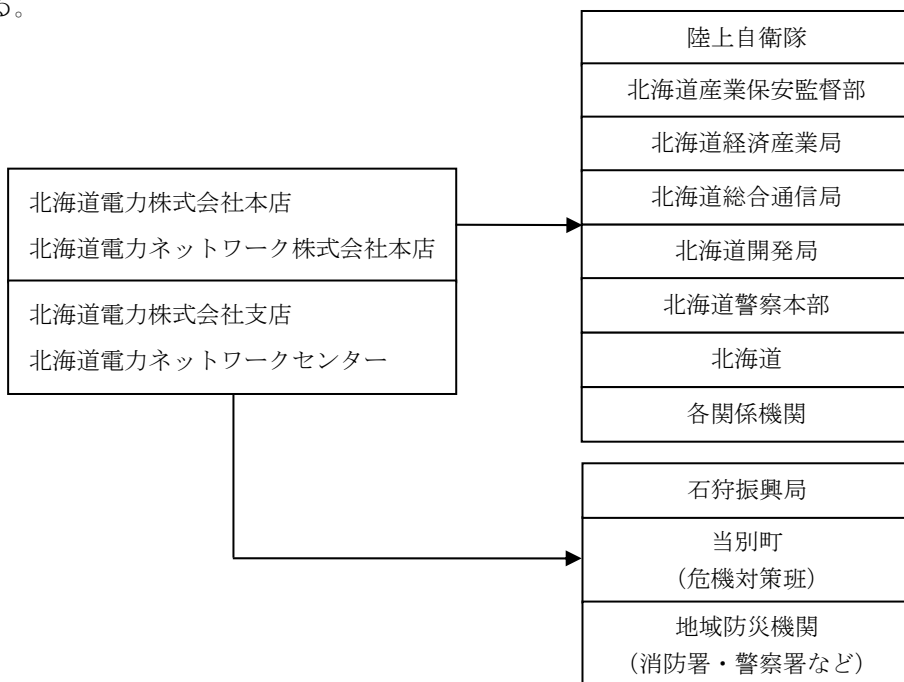 る。
北海道電力株式会社本店
北海道電力ネットワーク株式会社本店
北海道電力株式会社支店
北海道電力ネットワークセンター
陸上自衛隊
北海道産業保安監督部
北海道経済産業局
北海道総合通信局
北海道開発局
北海道警察本部
北海道
各関係機関
石狩振興局
当別町
(危機対策班)
地域防災機関
(消防署・警察署など)